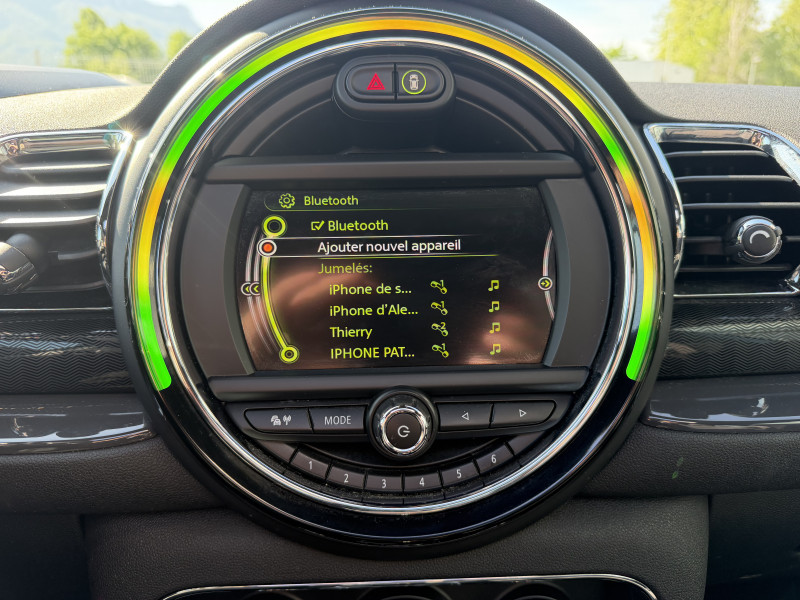 Bluetooth
Bluetooth
Ajouter nouvel appareil
Jumelés:
iPhone de s...
iPhone d'Ale...
Thierry
IPHONE PAT...
MODE
1 2 3 4 5 6